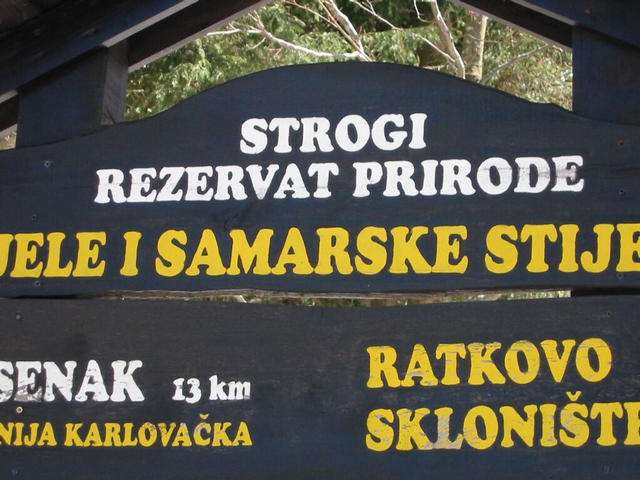 STROGI
REZERVAT PRIRODE
JELE I SAMARSKE STIJE
SENAK 13 km
NIJA KARLOVAČKA
RATKOVO
SKLONIŠTE